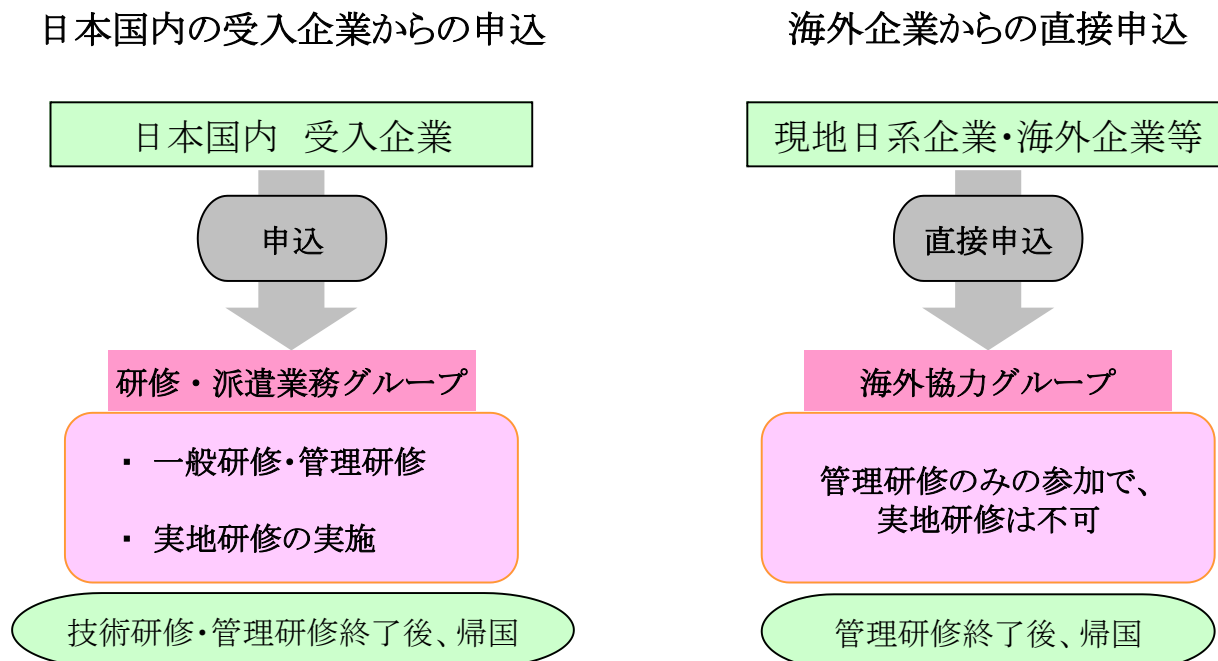 日本国内の受入企業からの申込
日本国内　受入企業
申込
研修・派遣業務グループ
・ 一般研修・管理研修
・ 実地研修の実施
技術研修・管理研修終了後、帰国
海外企業からの直接申込
現地日系企業・海外企業等
直接申込
海外協力グループ
管理研修のみの参加で、
実地研修は不可
管理研修終了後、帰国